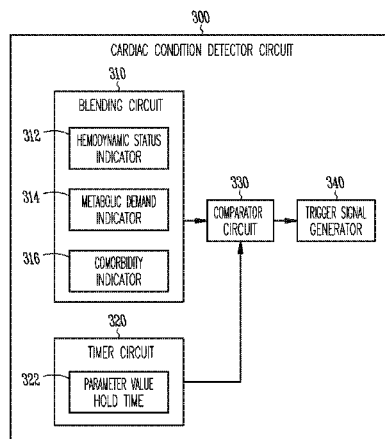 300
CARDIAC CONDITION DETECTOR CIRCUIT
310
BLENDING CIRCUIT
312
HEMODYNAMIC STATUS
INDICATOR
314
METABOLIC DEMAND
INDICATOR
316
COMORBIDITY
INDICATOR
330
COMPARATOR
CIRCUIT
340
TRIGGER SIGNAL
GENERATOR
320
TIMER CIRCUIT
322
PARAMETER VALUE
HOLD TIME